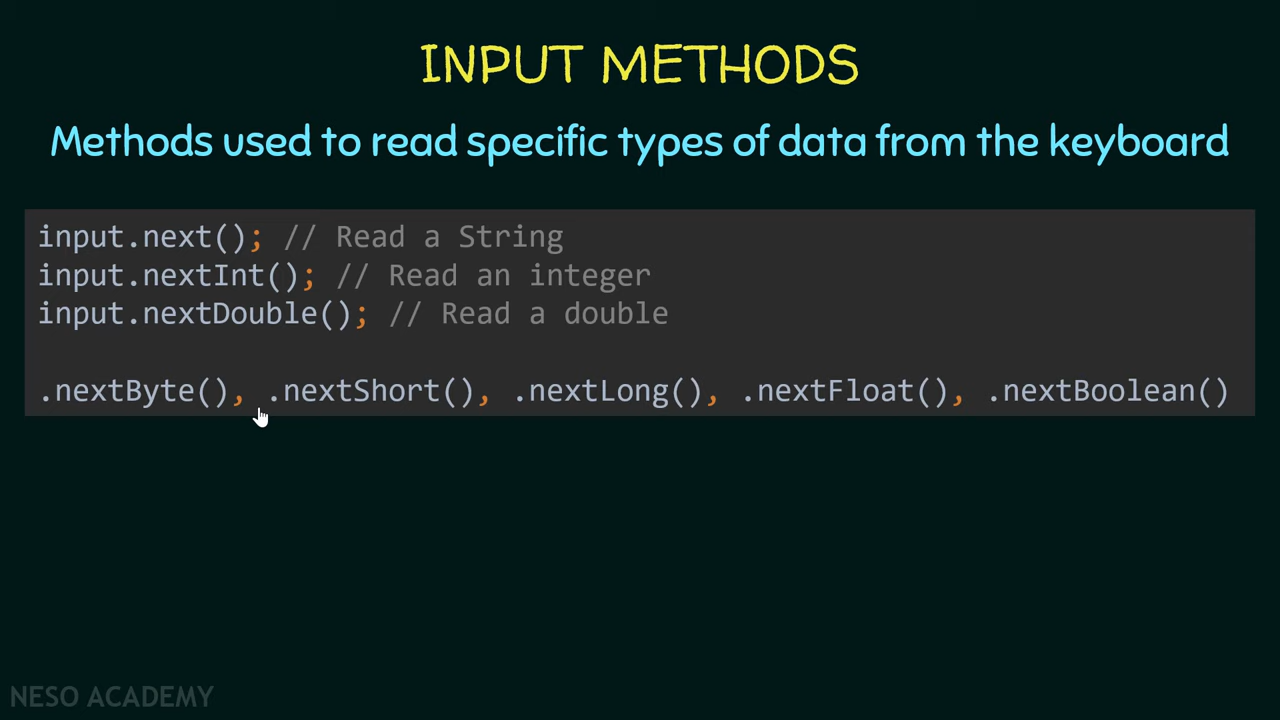 INPUT METHODS
Methods used to read specific types of data from the keyboard
input.next(); // Read a String
input.nextInt(); // Read an integer
input.nextDouble(); // Read a double
.nextByte(), .nextShort(), .nextLong(), .nextFloat(), .nextBoolean()
NESO ACADEMY